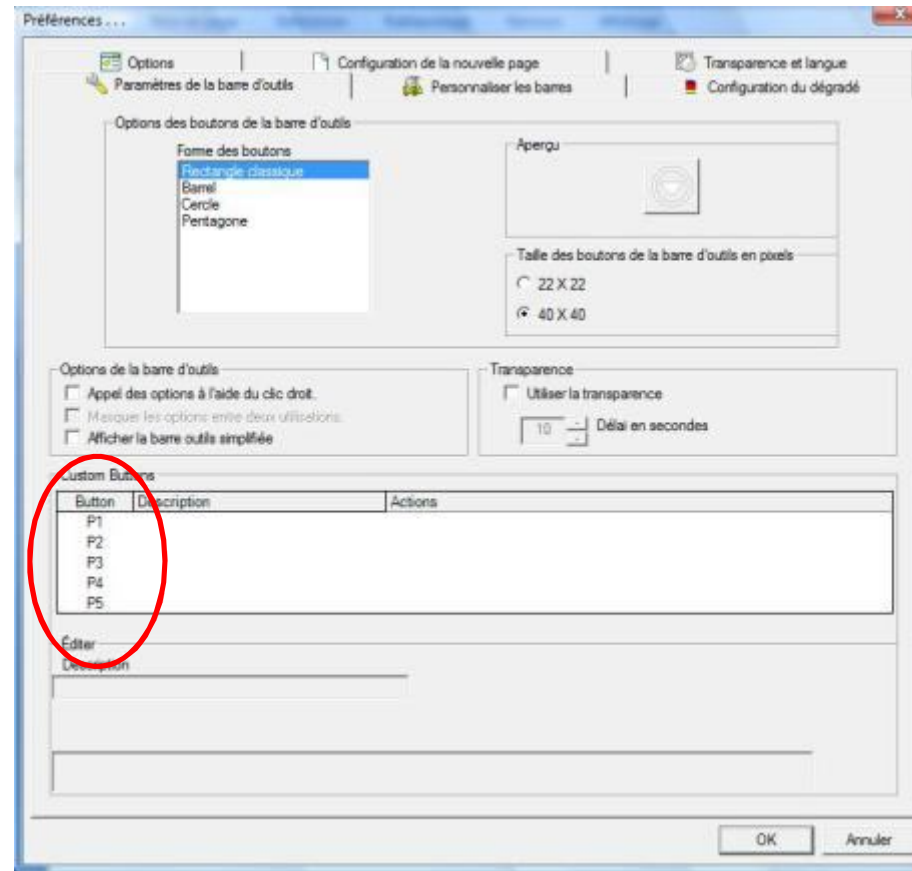 Préférences . . .
Options
Configuration de la nouvelle page
Transparence et langue
Paramètres de la barre d'outils
Personnaliser les barres
Configuration du dégradé
Options des boutons de la barre d'outils
Forme des boutons
Rectangle classique
Barrel
Cercle
Pentagone
Aperçu
Taille des boutons de la barre d'outils en pixels
22 X 22
40 X 40
Options de la barre d'outils
Appel des options à l'aide du clic droit.
Masquer les options entre deux utilisations.
Afficher la barre outils simplifiée
Transparence
Utiliser la transparence
10 Délai en secondes
Custom Buttons
Button Description Actions
P1
P2
P3
P4
P5
Éditer
Description
OK Annuler